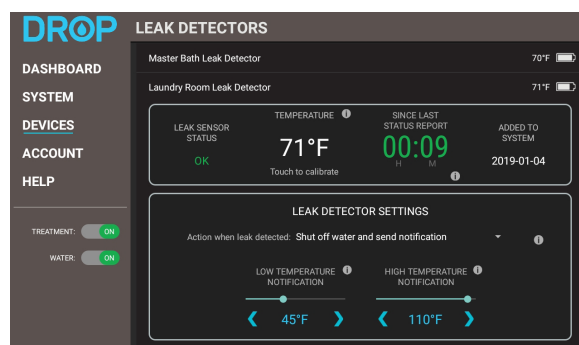 DROP
LEAK DETECTORS
DASHBOARD
SYSTEM
DEVICES
ACCOUNT
HELP
TREATMENT: ON
WATER: ON
Master Bath Leak Detector 70°F
Laundry Room Leak Detector 71°F
LEAK SENSOR
STATUS
OK
TEMPERATURE i
71°F
Touch to calibrate
SINCE LAST
STATUS REPORT
00:09
H M
i
ADDED TO
SYSTEM
2019-01-04
LEAK DETECTOR SETTINGS
Action when leak detected: Shut off water and send notification i
LOW TEMPERATURE i
NOTIFICATION
45°F
HIGH TEMPERATURE i
NOTIFICATION
110°F